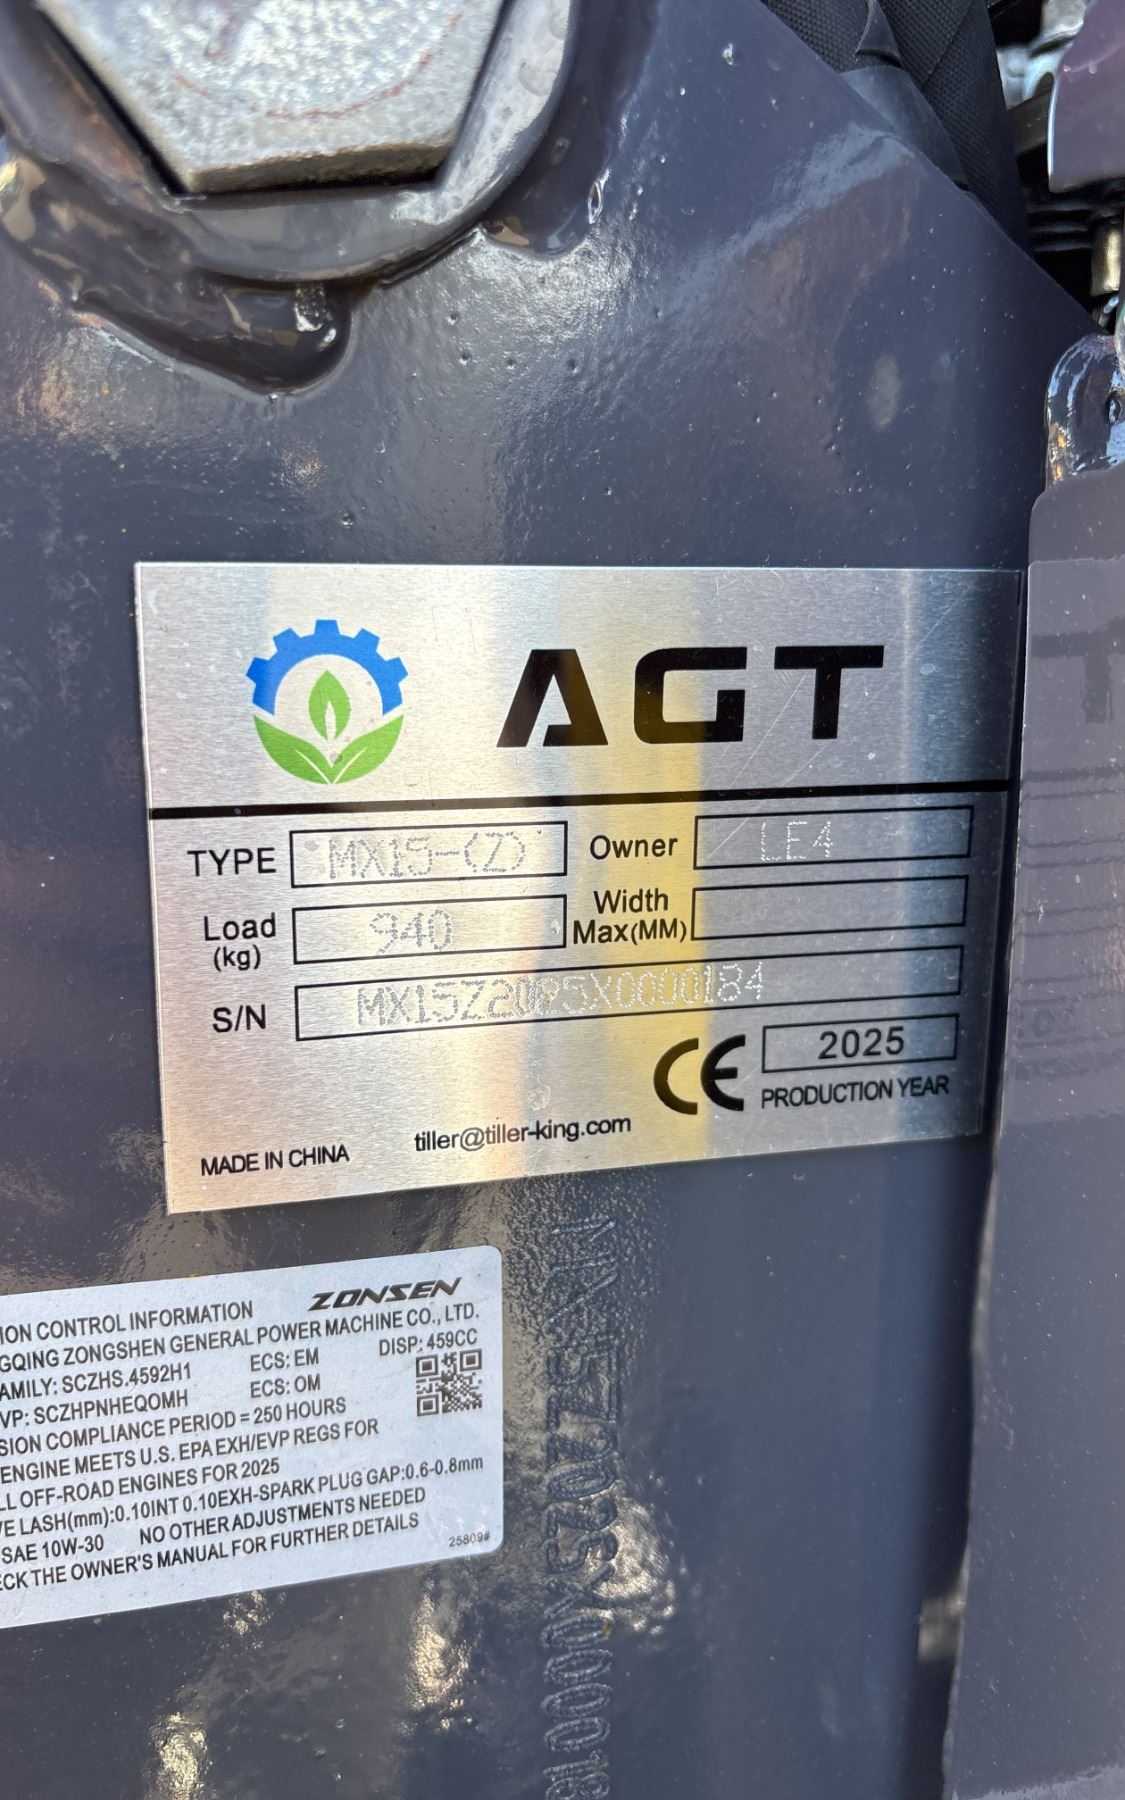 AGT
TYPE MX15-(Z) Owner LE4
Load (kg) 940 Width Max(MM)
S/N MX15Z2025X0C00184
CE 2025
PRODUCTION YEAR
MADE IN CHINA tiller@tiller-king.com
ZONSEN
ION CONTROL INFORMATION
GQING ZONGSHEN GENERAL POWER MACHINE CO., LTD.
AMILY: SCZHS.4592H1 ECS: EM DISP: 459CC
VP: SCZHPNHEQOMH ECS: OM
SION COMPLIANCE PERIOD = 250 HOURS
ENGINE MEETS U.S. EPA EXH/EVP REGS FOR
LL OFF-ROAD ENGINES FOR 2025
VE LASH(mm):0.10INT 0.10EXH-SPARK PLUG GAP:0.6-0.8mm
SAE 10W-30 NO OTHER ADJUSTMENTS NEEDED
ECK THE OWNER'S MANUAL FOR FURTHER DETAILS
25809#
MX15Z2025X000018